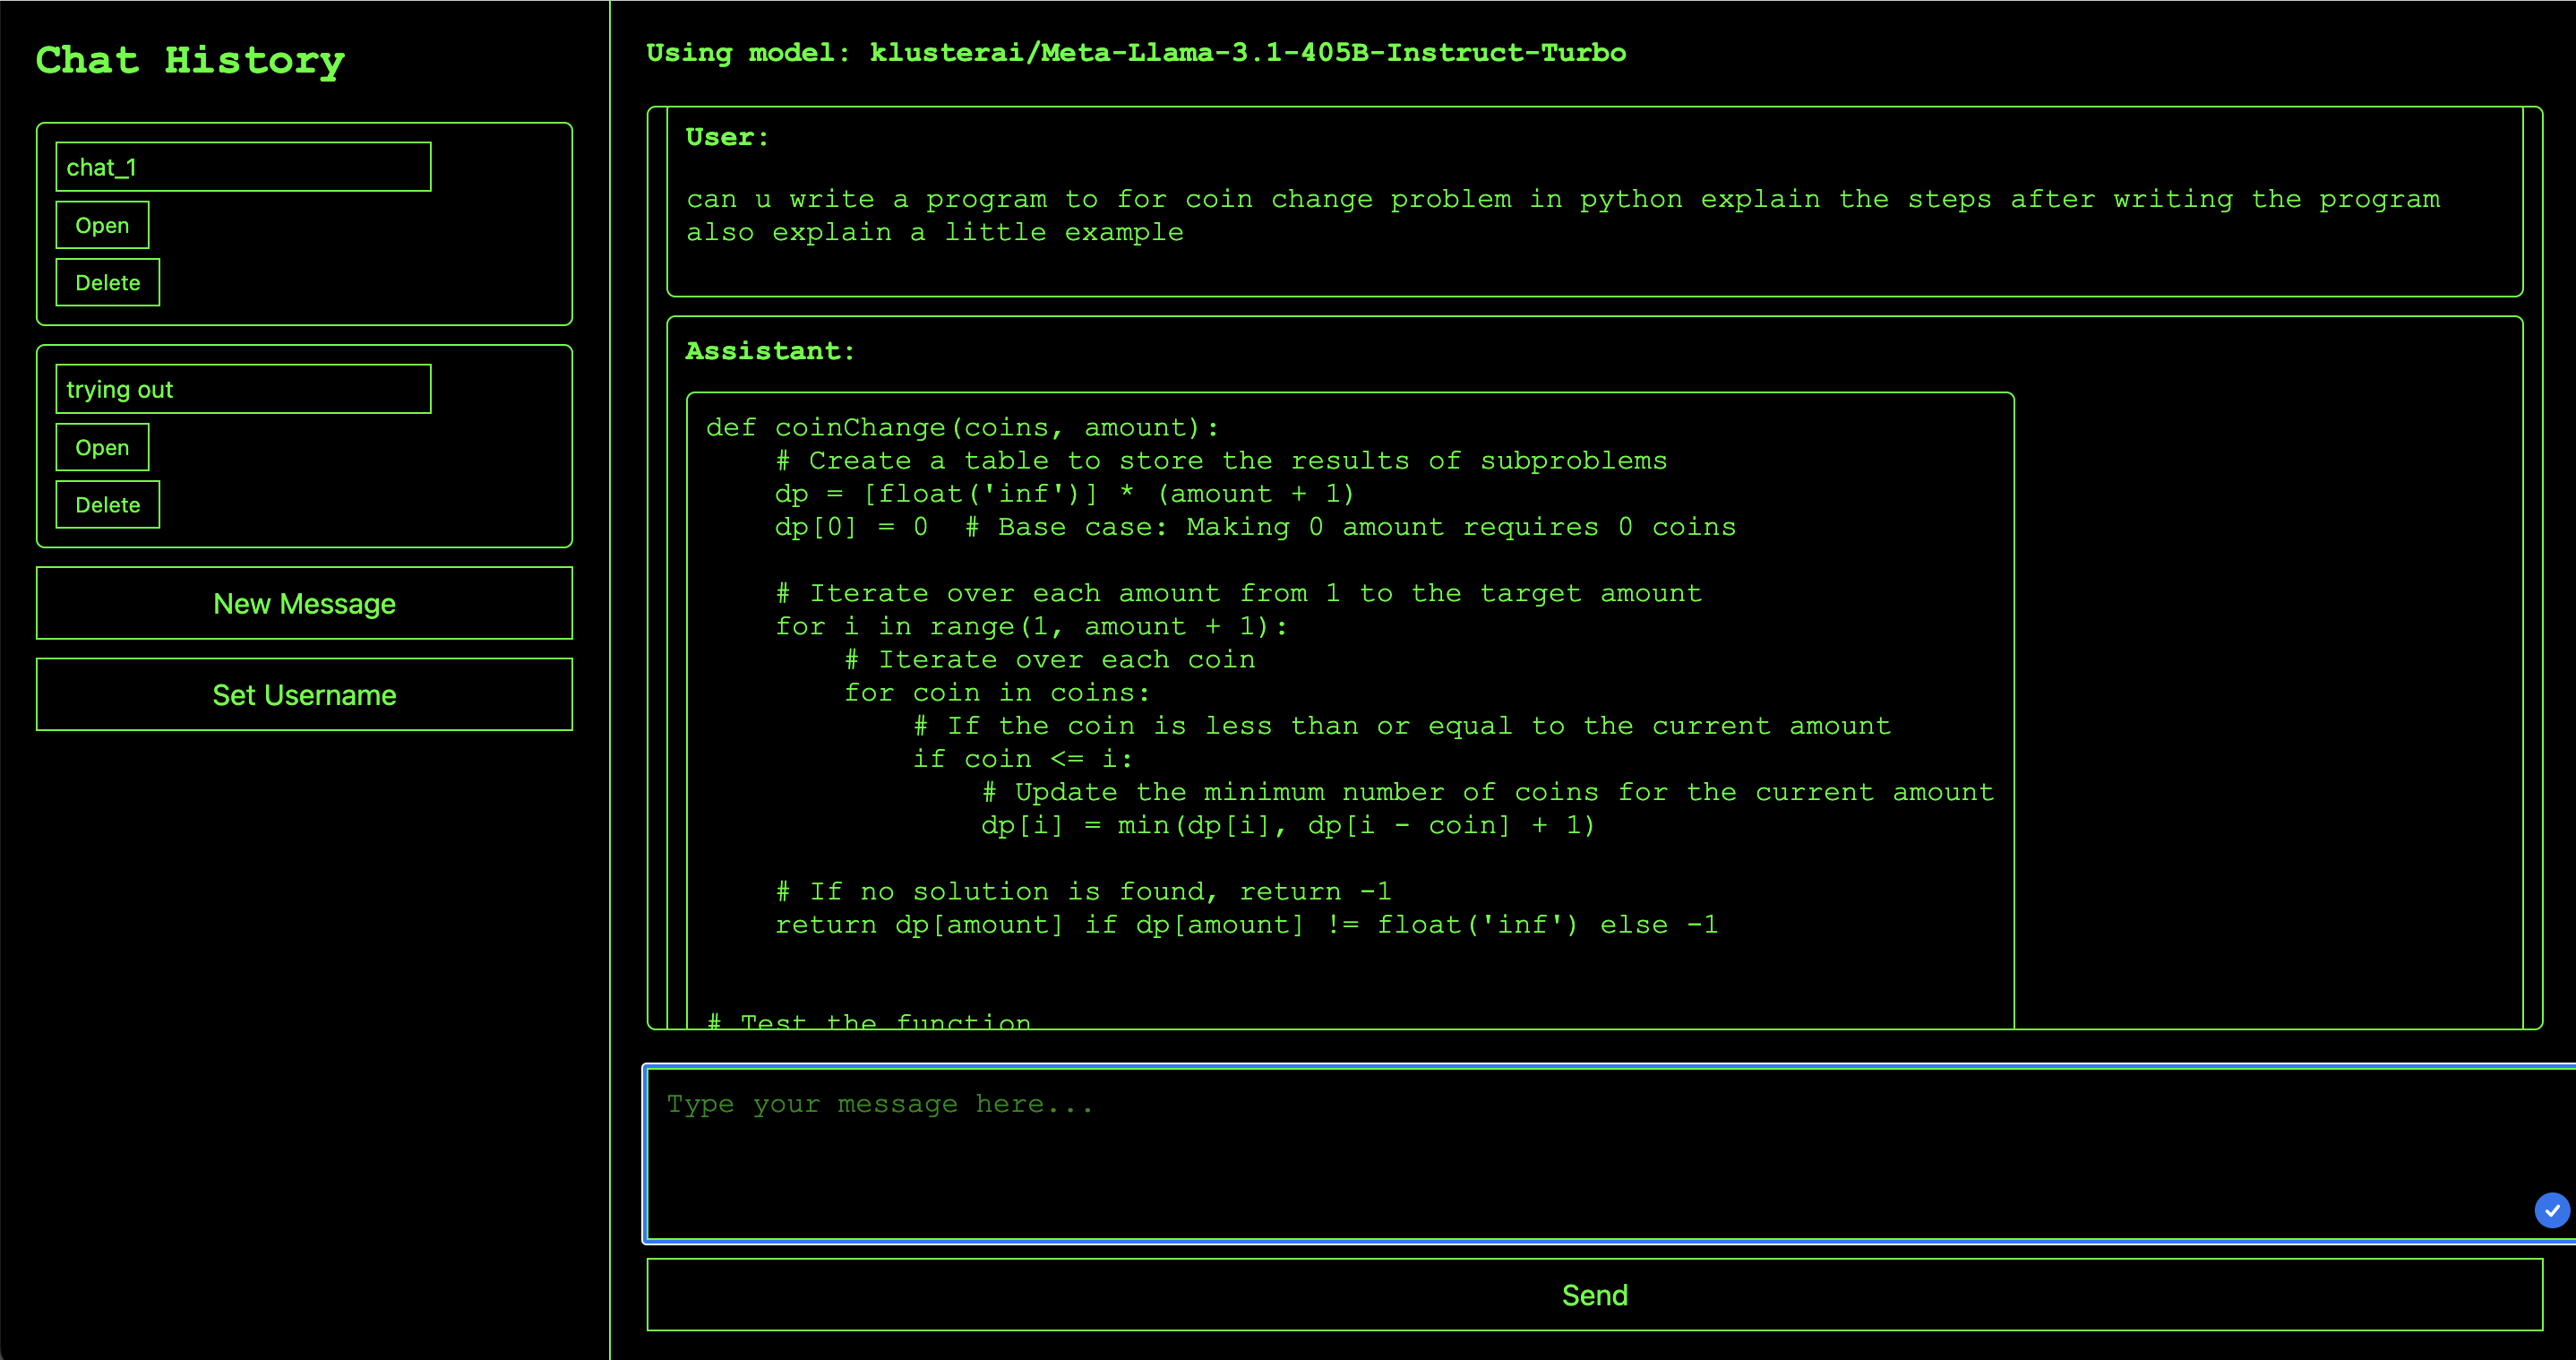 Chat History
chat_1
Open
Delete
trying out
Open
Delete
New Message
Set Username
Using model: klusterai/Meta-Llama-3.1-405B-Instruct-Turbo
User:
can u write a program to for coin change problem in python explain the steps after writing the program
also explain a little example
Assistant:
def coinChange(coins, amount):
    # Create a table to store the results of subproblems
    dp = [float('inf')] * (amount + 1)
    dp[0] = 0  # Base case: Making 0 amount requires 0 coins
    # Iterate over each amount from 1 to the target amount
    for i in range(1, amount + 1):
        # Iterate over each coin
        for coin in coins:
            # If the coin is less than or equal to the current amount
            if coin <= i:
                # Update the minimum number of coins for the current amount
                dp[i] = min(dp[i], dp[i - coin] + 1)
    # If no solution is found, return -1
    return dp[amount] if dp[amount] != float('inf') else -1
# Test the function
Type your message here...
Send